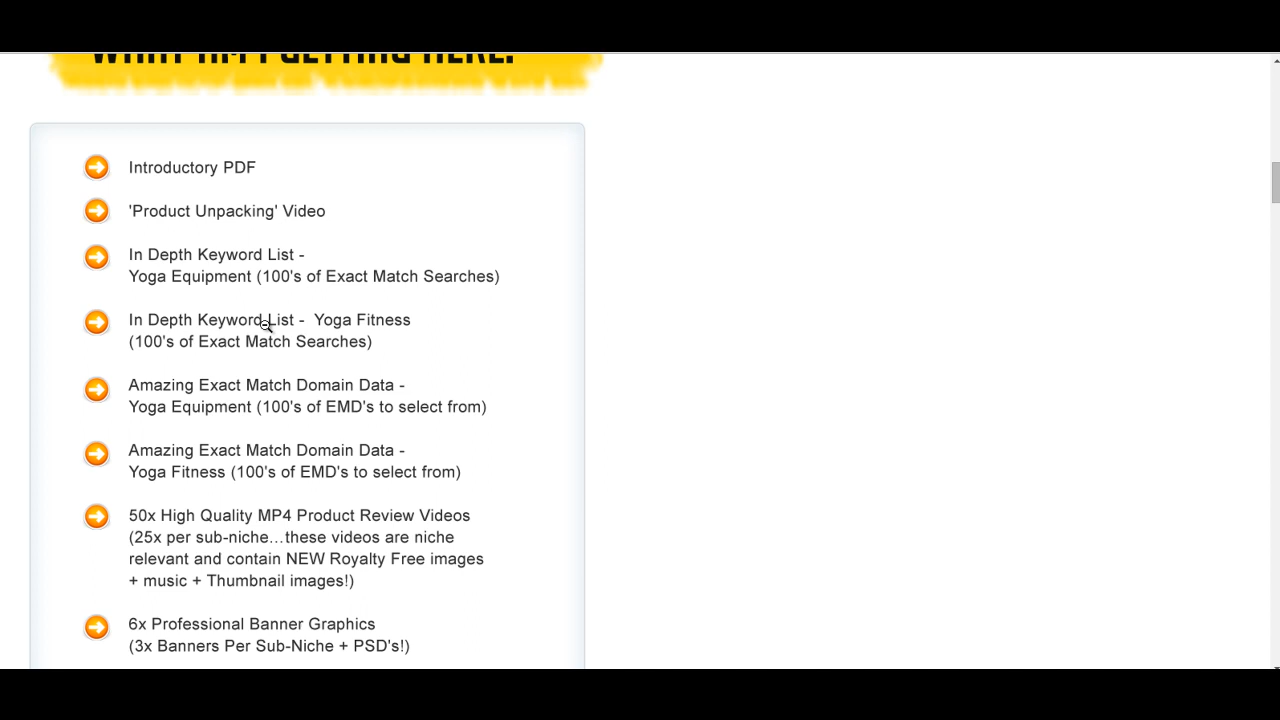 WHAT AM I GETTING HERE?
Introductory PDF
'Product Unpacking' Video
In Depth Keyword List -
Yoga Equipment (100's of Exact Match Searches)
In Depth Keyword List -  Yoga Fitness
(100's of Exact Match Searches)
Amazing Exact Match Domain Data -
Yoga Equipment (100's of EMD's to select from)
Amazing Exact Match Domain Data -
Yoga Fitness (100's of EMD's to select from)
50x High Quality MP4 Product Review Videos
(25x per sub-niche...these videos are niche
relevant and contain NEW Royalty Free images
+ music + Thumbnail images!)
6x Professional Banner Graphics
(3x Banners Per Sub-Niche + PSD's!)